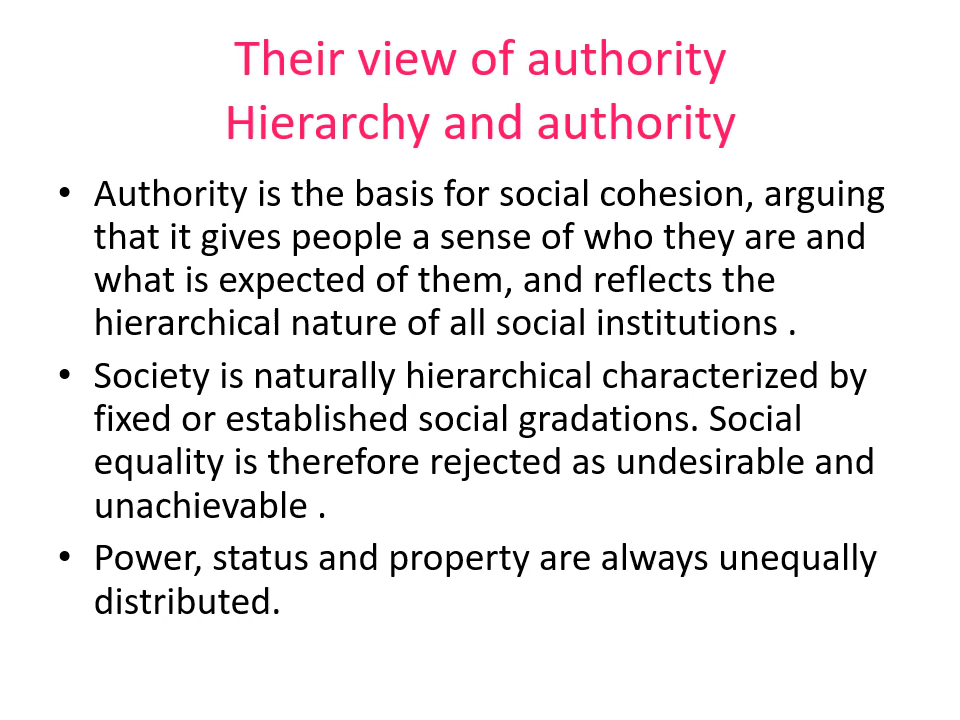 Their view of authority
Hierarchy and authority
• Authority is the basis for social cohesion, arguing
that it gives people a sense of who they are and
what is expected of them, and reflects the
hierarchical nature of all social institutions .
• Society is naturally hierarchical characterized by
fixed or established social gradations. Social
equality is therefore rejected as undesirable and
unachievable .
• Power, status and property are always unequally
distributed.